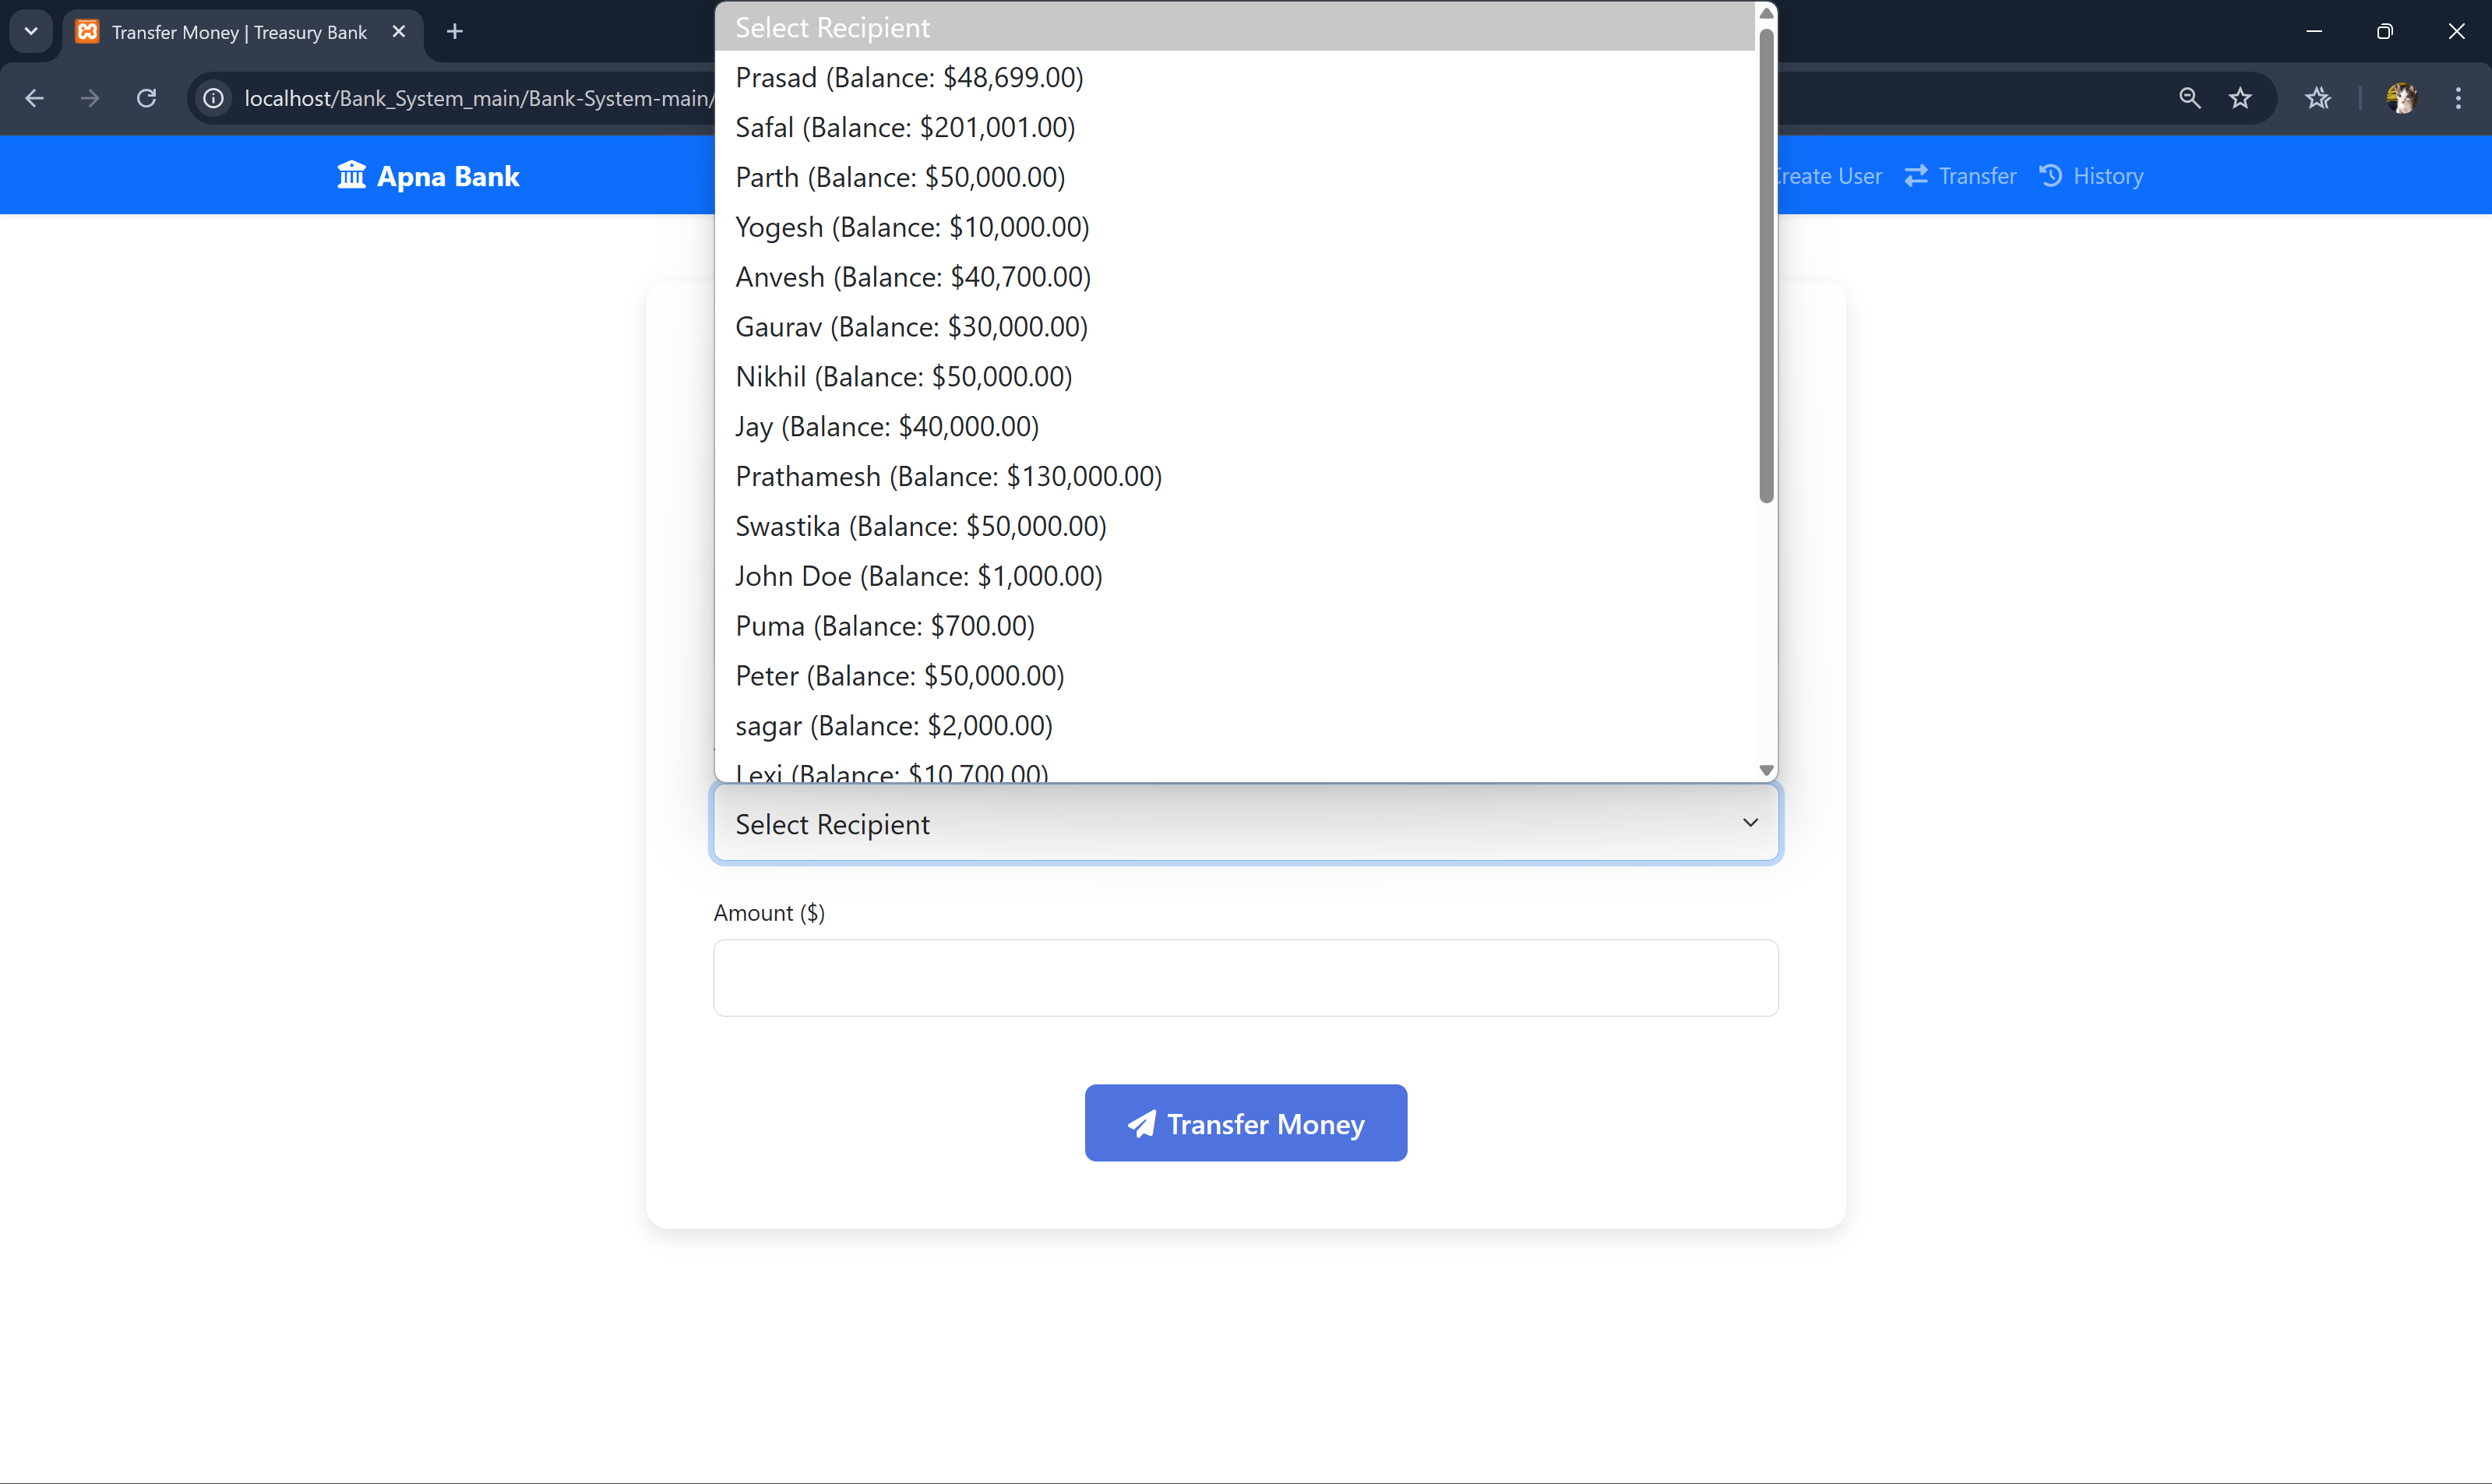 Transfer Money | Treasury Bank
localhost/Bank_System_main/Bank-System-main/
Apna Bank
Create User
Transfer
History
Select Recipient
Prasad (Balance: $48,699.00)
Safal (Balance: $201,001.00)
Parth (Balance: $50,000.00)
Yogesh (Balance: $10,000.00)
Anvesh (Balance: $40,700.00)
Gaurav (Balance: $30,000.00)
Nikhil (Balance: $50,000.00)
Jay (Balance: $40,000.00)
Prathamesh (Balance: $130,000.00)
Swastika (Balance: $50,000.00)
John Doe (Balance: $1,000.00)
Puma (Balance: $700.00)
Peter (Balance: $50,000.00)
sagar (Balance: $2,000.00)
Lexi (Balance: $10,700.00)
Select Recipient
Amount ($)
Transfer Money